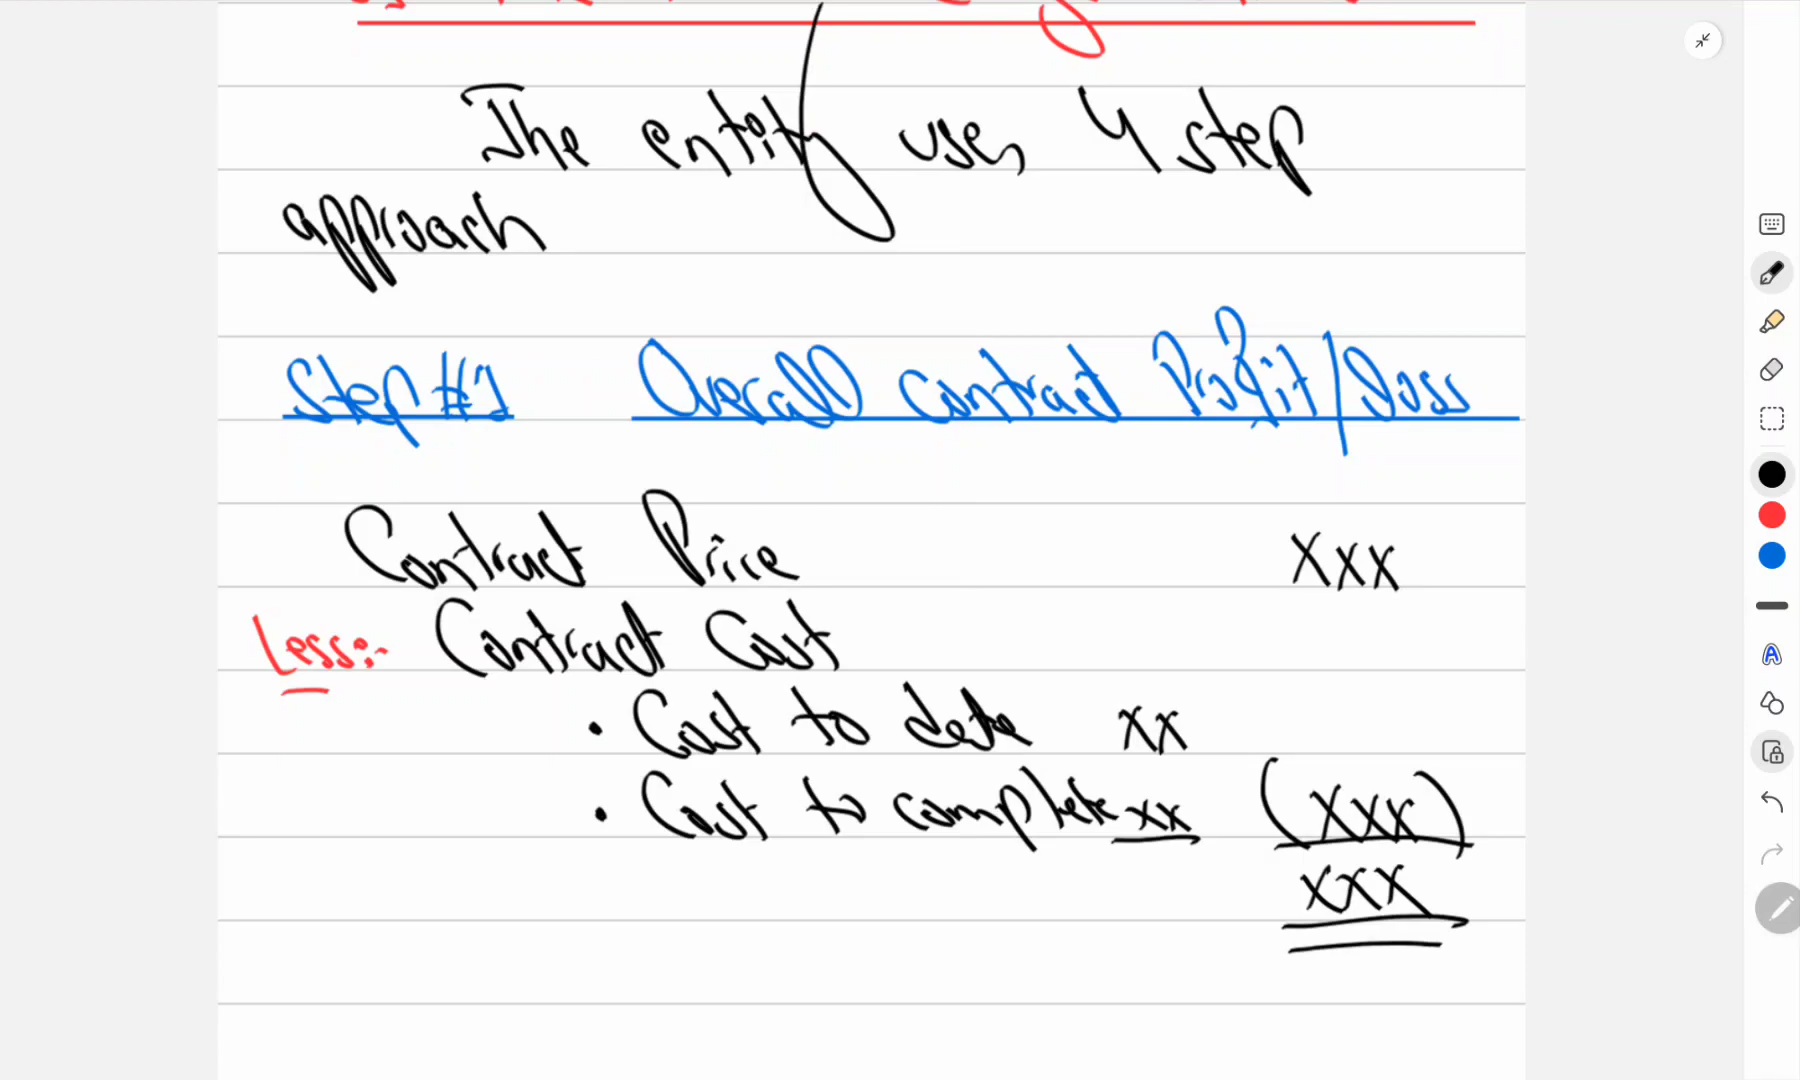 The entity uses 4 step
approach
Step #1 Overall Contract Profit/Loss
Contract Price xxx
Less:- Contract Cost
• Cost to date xx
• Cost to complete xx (xxx)
xxx
A